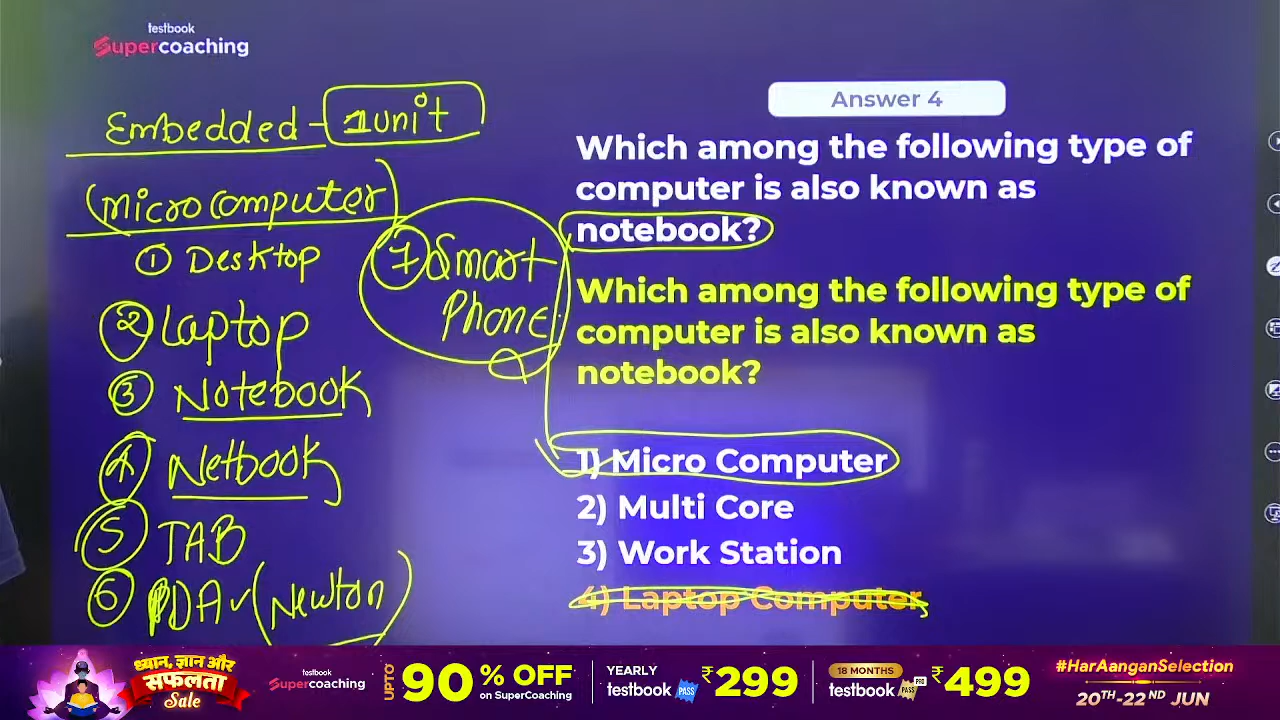 testbook
Supercoaching
Embedded - 1unit
(Microcomputer)
① Desktop
② Laptop
③ Notebook
④ Netbook
⑤ TAB
⑥ PDA (Newton)
⑦ Smart
Phone
Answer 4
Which among the following type of
computer is also known as
notebook?
Which among the following type of
computer is also known as
notebook?
1) Micro Computer
2) Multi Core
3) Work Station
4) Laptop Computer
ध्यान, ज्ञान और
सफलता
Sale
testbook
Supercoaching
UPTO 90% OFF
on SuperCoaching
YEARLY
testbook PASS
₹299
18 MONTHS
testbook PASS PRO
₹499
#HarAanganSelection
20TH-22ND JUN